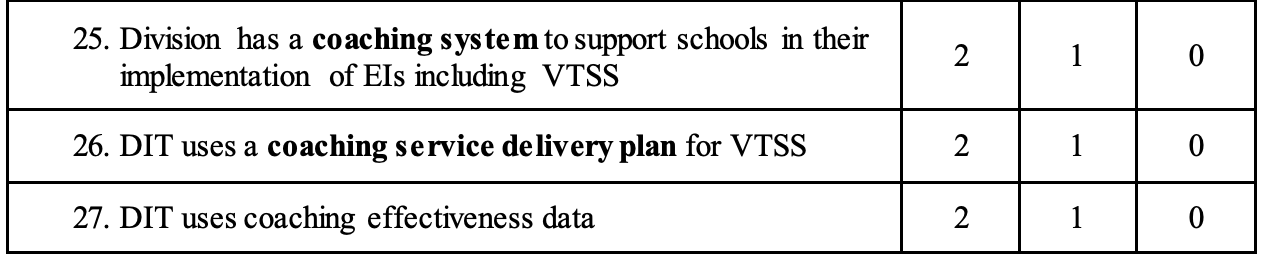 25. Division has a coaching system to support schools in their
implementation of EIs including VTSS
2 1 0
26. DIT uses a coaching service delivery plan for VTSS 2 1 0
27. DIT uses coaching effectiveness data 2 1 0